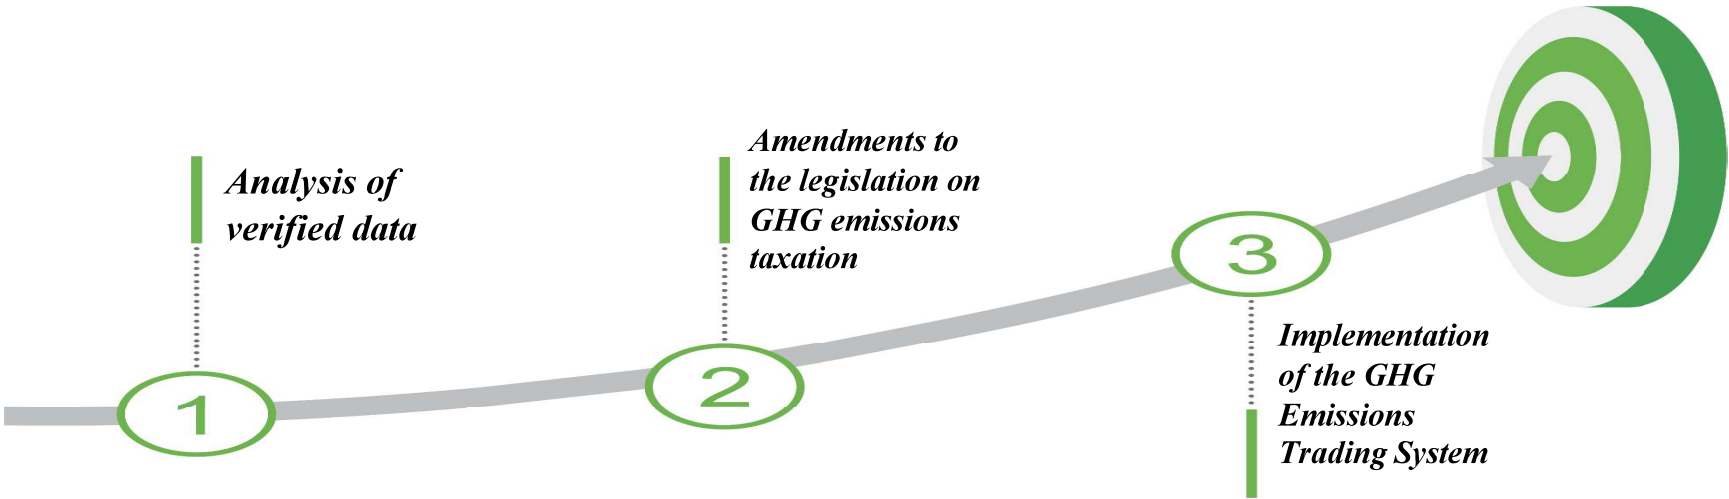 1
Analysis of
verified data
2
Amendments to
the legislation on
GHG emissions
taxation
3
Implementation
of the GHG
Emissions
Trading System